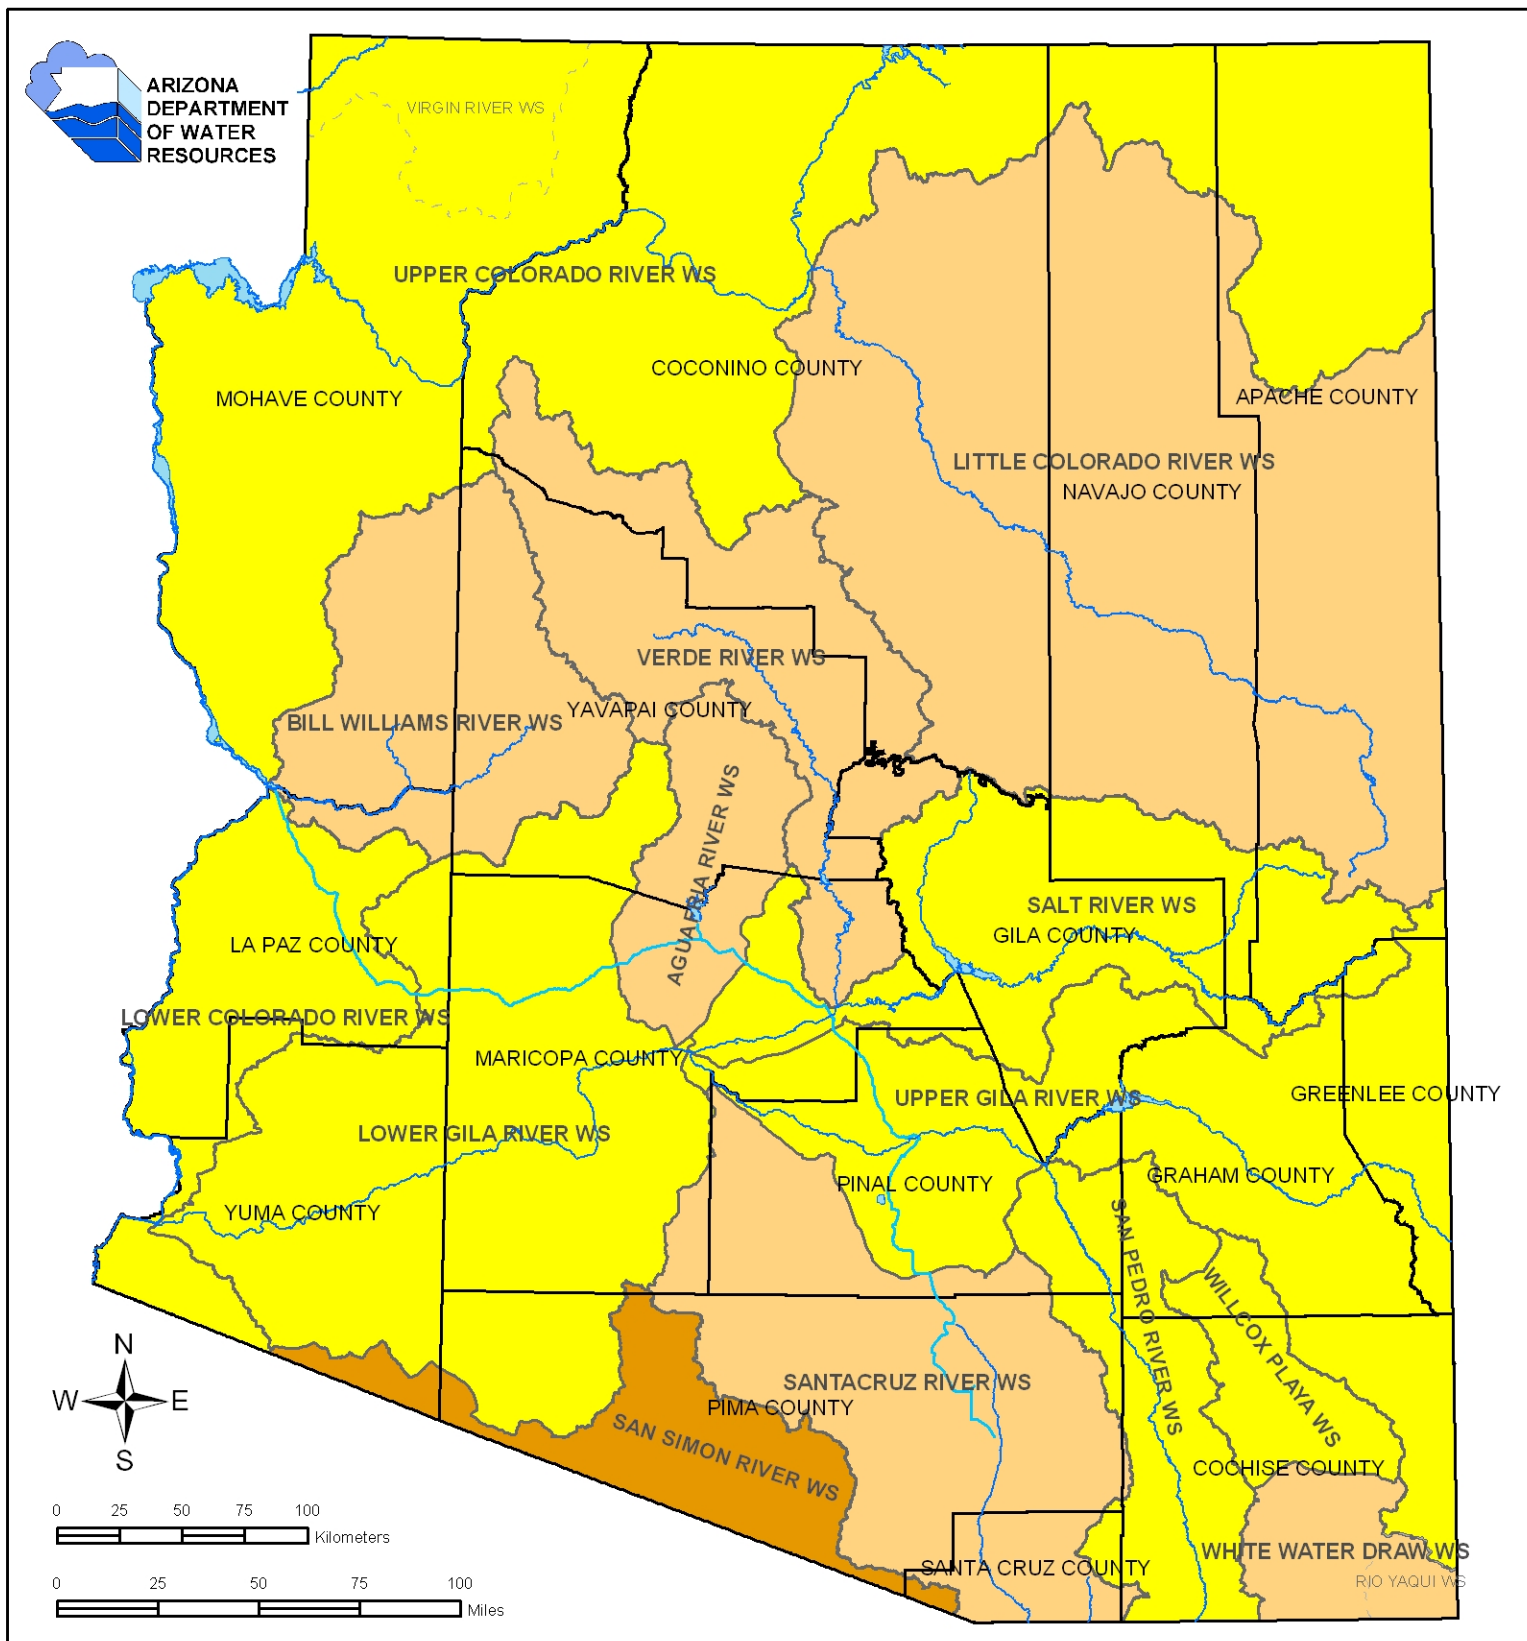 ARIZONA
DEPARTMENT
OF WATER
RESOURCES
VIRGIN RIVER WS
UPPER COLORADO RIVER WS
COCONINO COUNTY
MOHAVE COUNTY
APACHE COUNTY
LITTLE COLORADO RIVER WS
NAVAJO COUNTY
VERDE RIVER WS
YAVAPAI COUNTY
BILL WILLIAMS RIVER WS
AGUA FRIA RIVER WS
SALT RIVER WS
GILA COUNTY
LA PAZ COUNTY
LOWER COLORADO RIVER WS
MARICOPA COUNTY
UPPER GILA RIVER WS
GREENLEE COUNTY
LOWER GILA RIVER WS
GRAHAM COUNTY
PINAL COUNTY
YUMA COUNTY
SAN PEDRO RIVER WS
WILLCOX PLAYA WS
SANTACRUZ RIVER WS
PIMA COUNTY
SAN SIMON RIVER WS
COCHISE COUNTY
WHITE WATER DRAW WS
SANTA CRUZ COUNTY
RIO YAQUI WS
N
W E
S
0 25 50 75 100
Kilometers
0 25 50 75 100
Miles